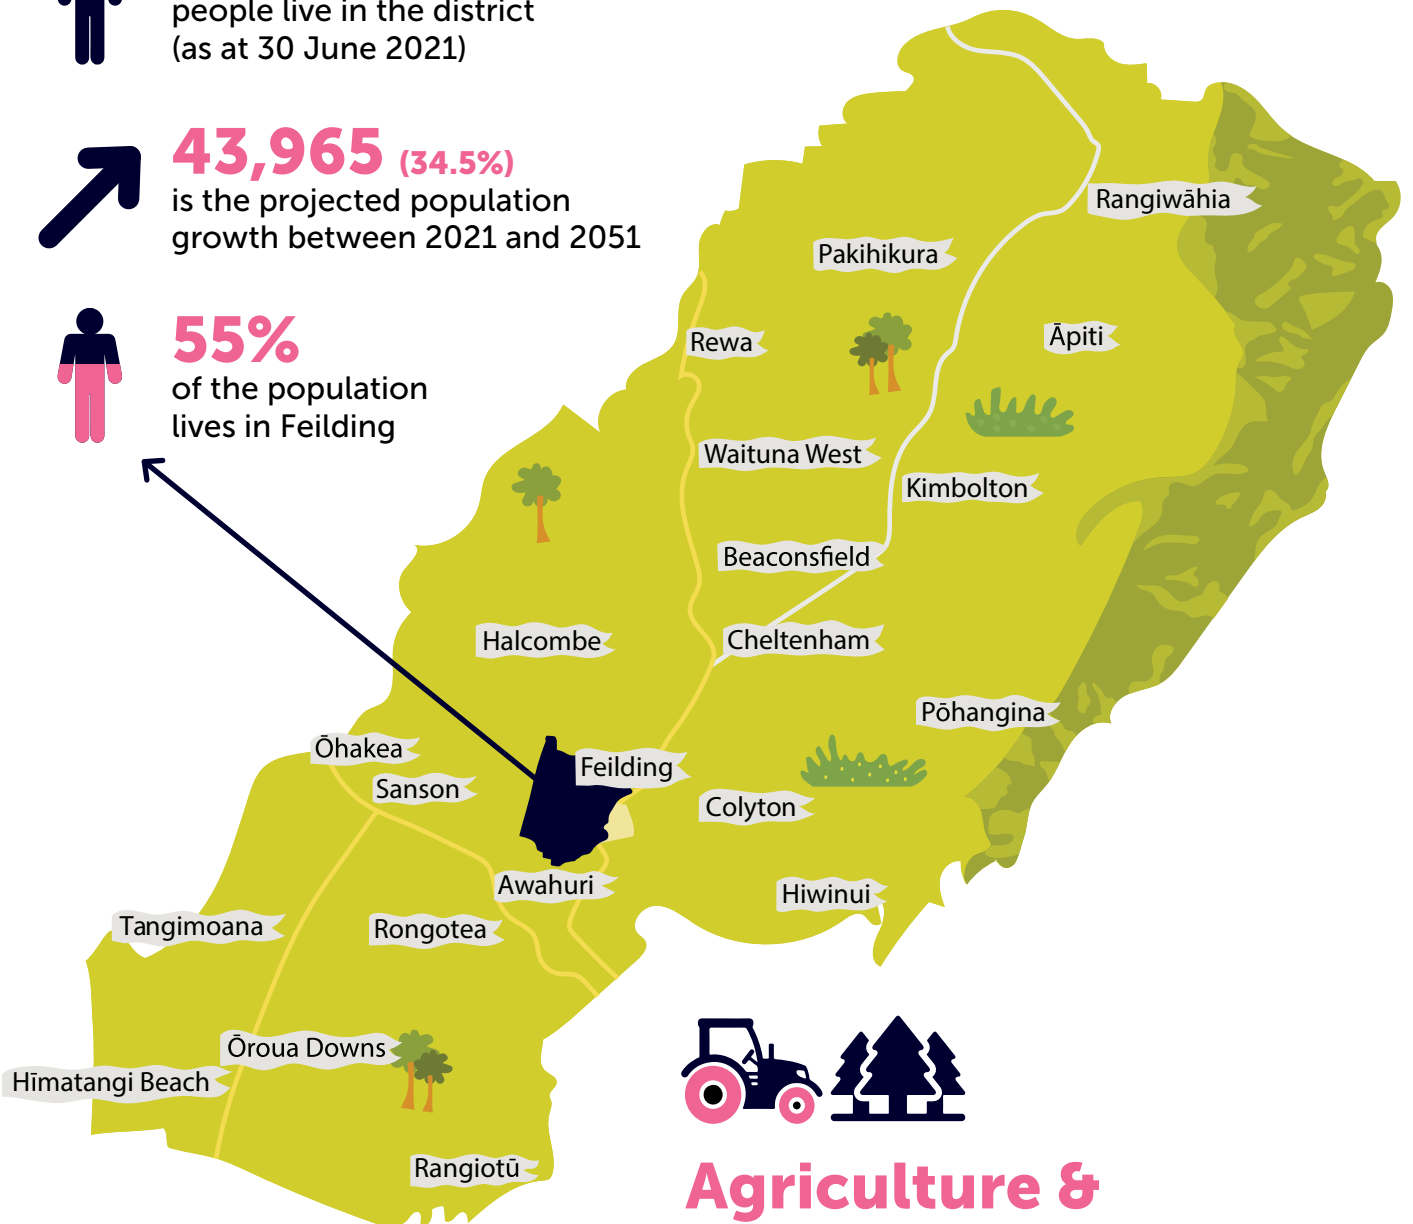 people live in the district
(as at 30 June 2021)
43,965 (34.5%)
is the projected population
growth between 2021 and 2051
55%
of the population
lives in Feilding
Rangiwāhia
Pakihikura
Rewa
Āpiti
Waituna West
Kimbolton
Beaconsfield
Halcombe
Cheltenham
Pōhangina
Ōhakea
Feilding
Sanson
Colyton
Awahuri
Hiwinui
Tangimoana
Rongotea
Ōroua Downs
Hīmatangi Beach
Rangiotū
Agriculture &